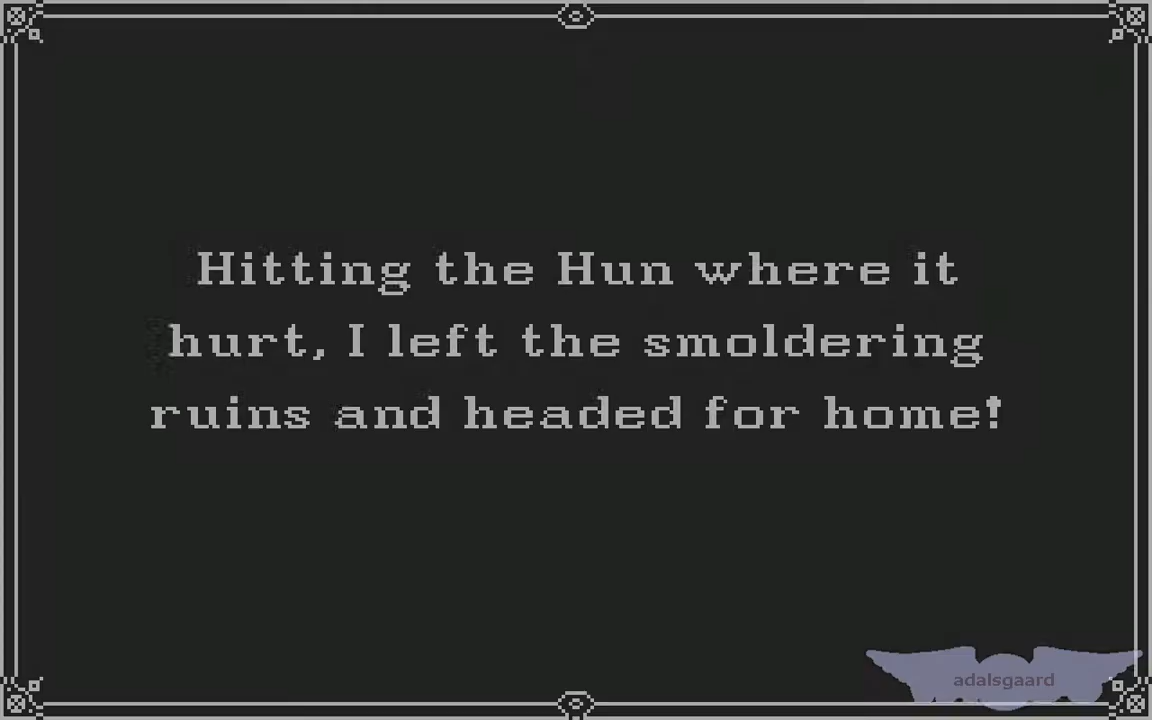 Hitting the Hun where it
hurt, I left the smoldering
ruins and headed for home!
adalsgaard